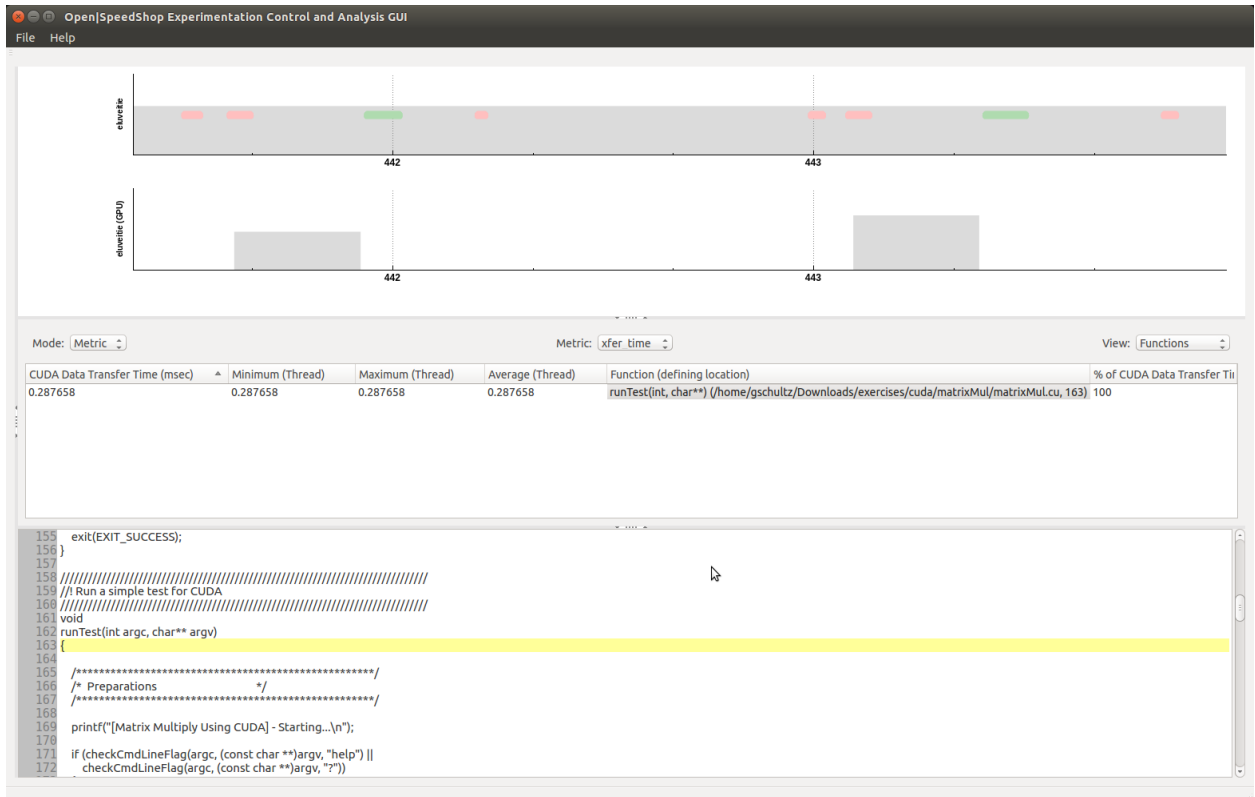 Open|SpeedShop Experimentation Control and Analysis GUI
File Help
eluveitie
442 443
eluveitie (GPU)
442 443
Mode: Metric Metric: xfer_time View: Functions
CUDA Data Transfer Time (msec) Minimum (Thread) Maximum (Thread) Average (Thread) Function (defining location) % of CUDA Data Transfer Tir
0.287658 0.287658 0.287658 0.287658 runTest(int, char**) (/home/gschultz/Downloads/exercises/cuda/matrixMul/matrixMul.cu, 163) 100
155 exit(EXIT_SUCCESS);
156 }
157
158 ////////////////////////////////////////////////////////////////////////////////
159 //! Run a simple test for CUDA
160 ////////////////////////////////////////////////////////////////////////////////
161 void
162 runTest(int argc, char** argv)
163 {
164
165 /****************************************************/
166 /* Preparations */
167 /****************************************************/
168
169 printf("[Matrix Multiply Using CUDA] - Starting...\n");
170
171 if (checkCmdLineFlag(argc, (const char **)argv, "help") ||
172 checkCmdLineFlag(argc, (const char **)argv, "?"))